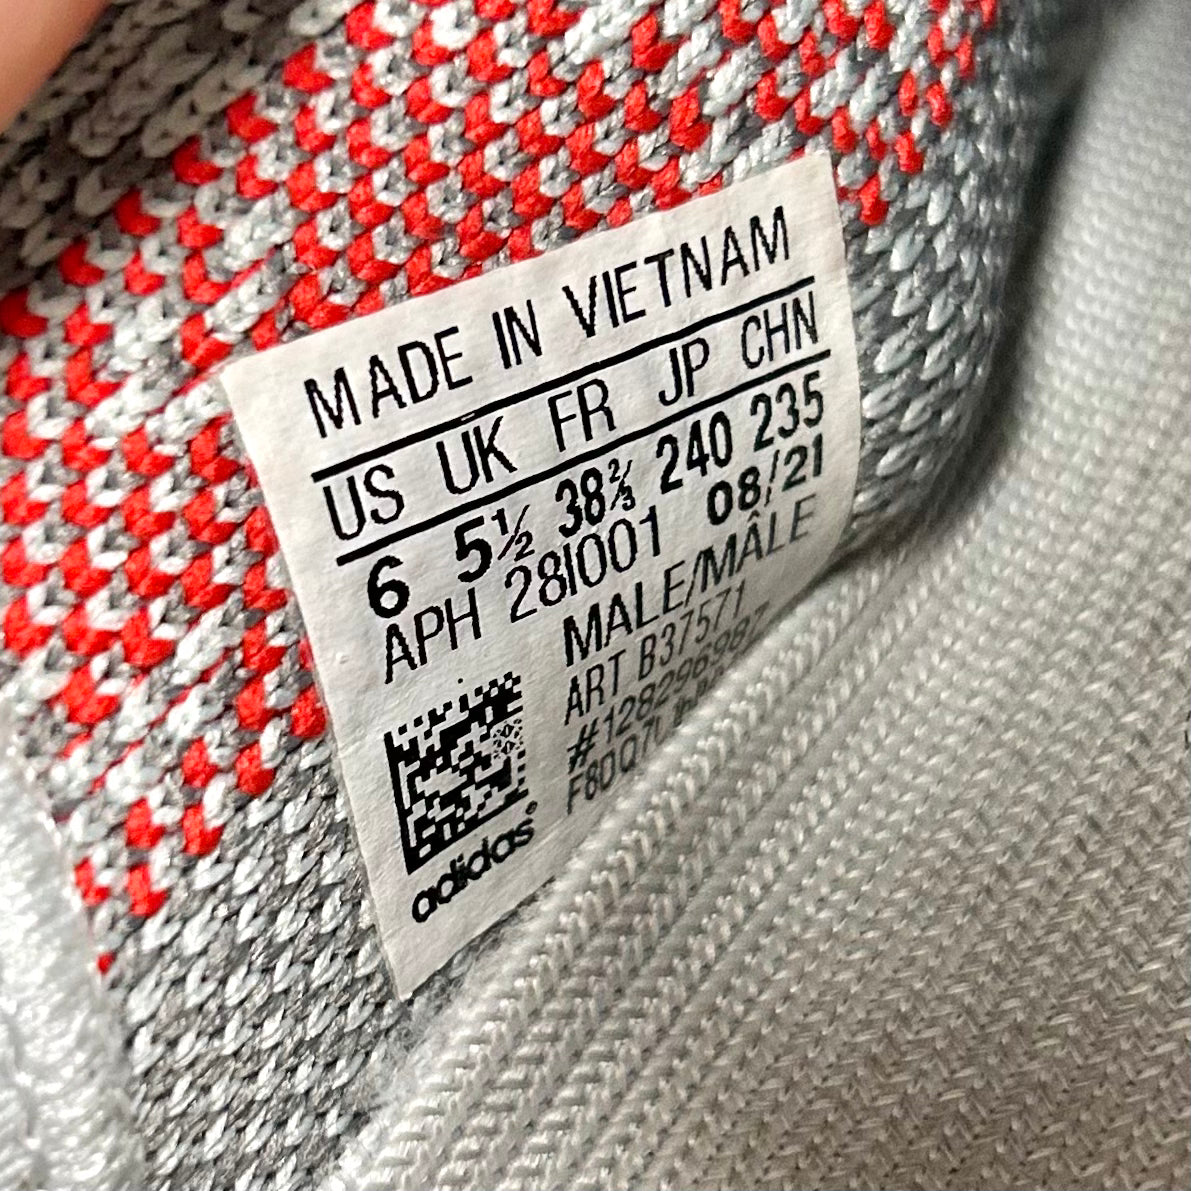 MADE IN VIETNAM
US UK FR JP CHN
6 5½ 38⅔ 240 235
APH 28I001 08/21
MALE/MÂLE
ART B37571
adidas®